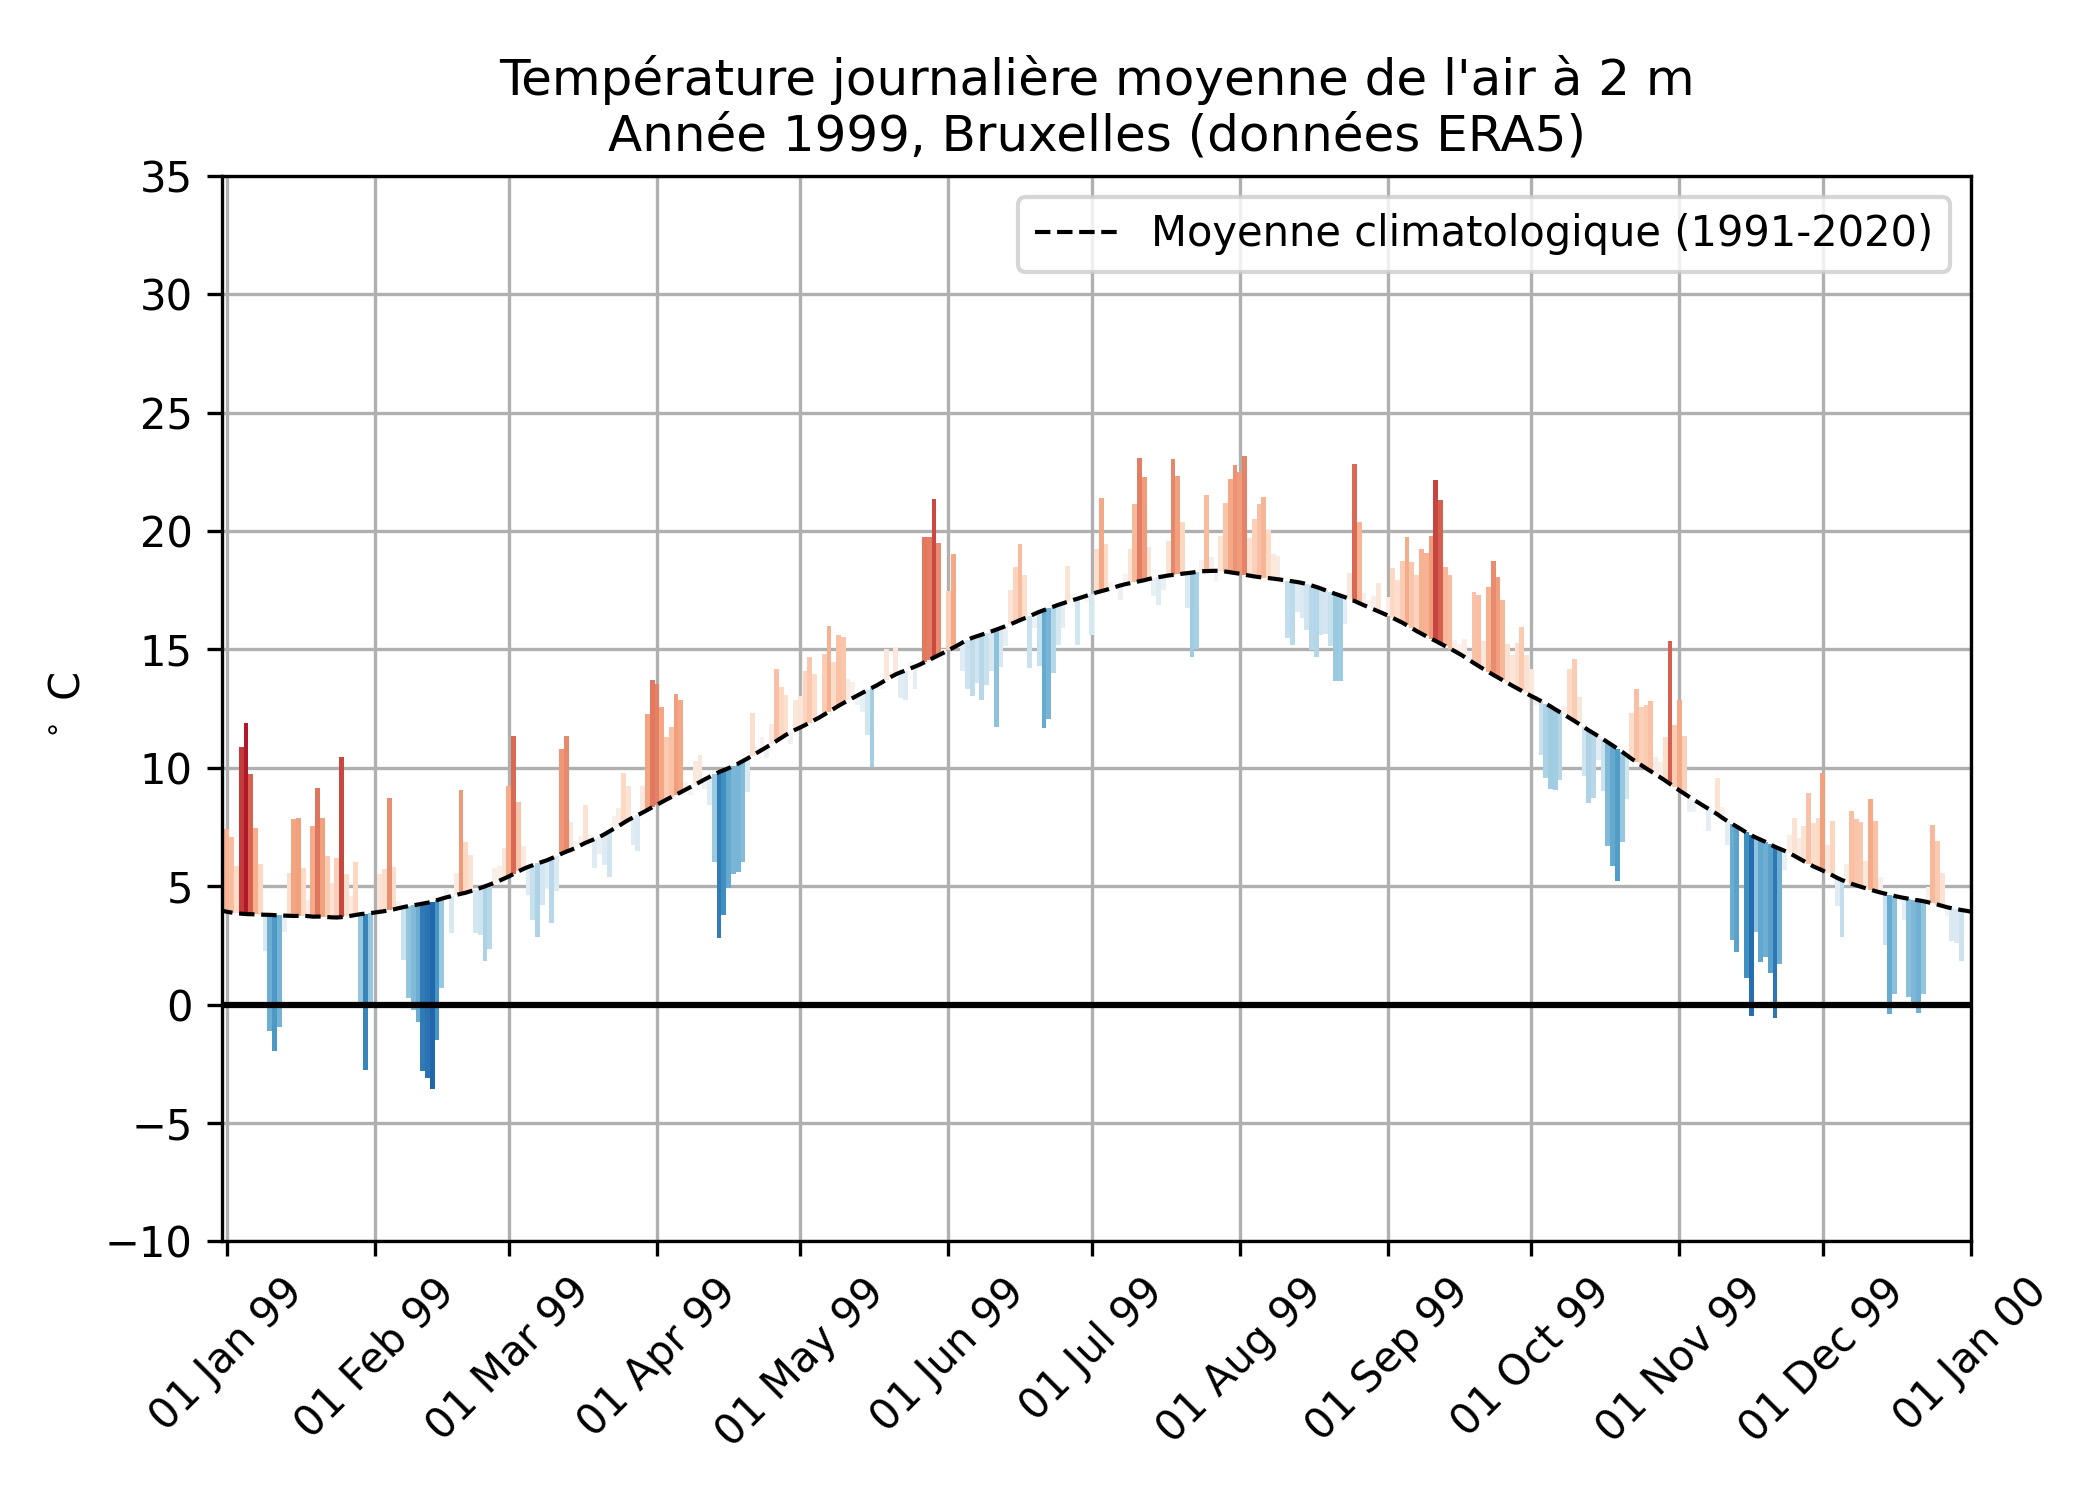 Température journalière moyenne de l'air à 2 m
Année 1999, Bruxelles (données ERA5)
Moyenne climatologique (1991-2020)
° C
35
30
25
20
15
10
5
0
−5
−10
01 Jan 99
01 Feb 99
01 Mar 99
01 Apr 99
01 May 99
01 Jun 99
01 Jul 99
01 Aug 99
01 Sep 99
01 Oct 99
01 Nov 99
01 Dec 99
01 Jan 00